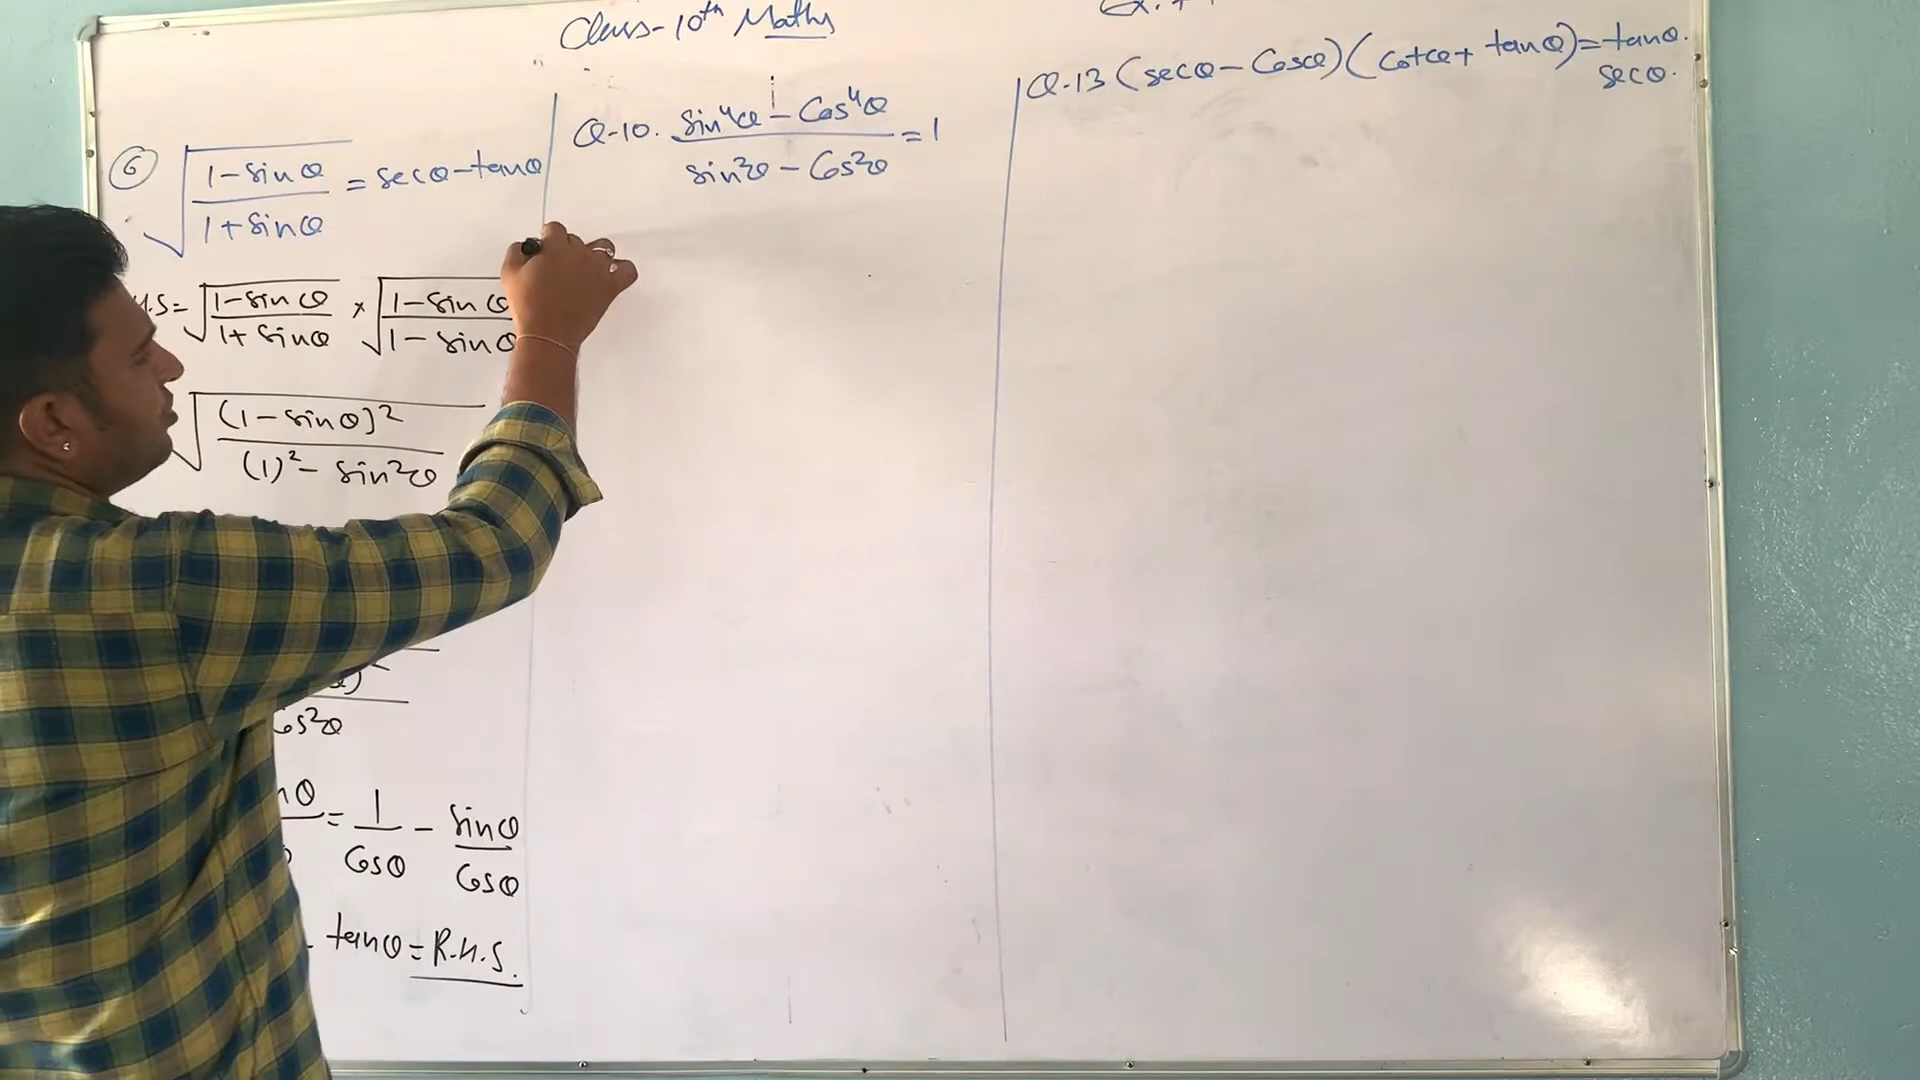 Class-10th Maths
6 √(1-sinθ / 1+sinθ) = secθ-tanθ
.S = √(1-sinθ / 1+sinθ) × √(1-sinθ / 1-sinθ)
√((1-sinθ)² / (1)²- sin²θ)
Cos²θ
θ = 1/Cosθ - sinθ/Cosθ
tanθ = R.H.S.
Q-10. sin⁴θ - Cos⁴θ / sin²θ - Cos²θ = 1
Q.13 (secθ - Cosθ)(cotθ + tanθ) = tanθ. secθ.